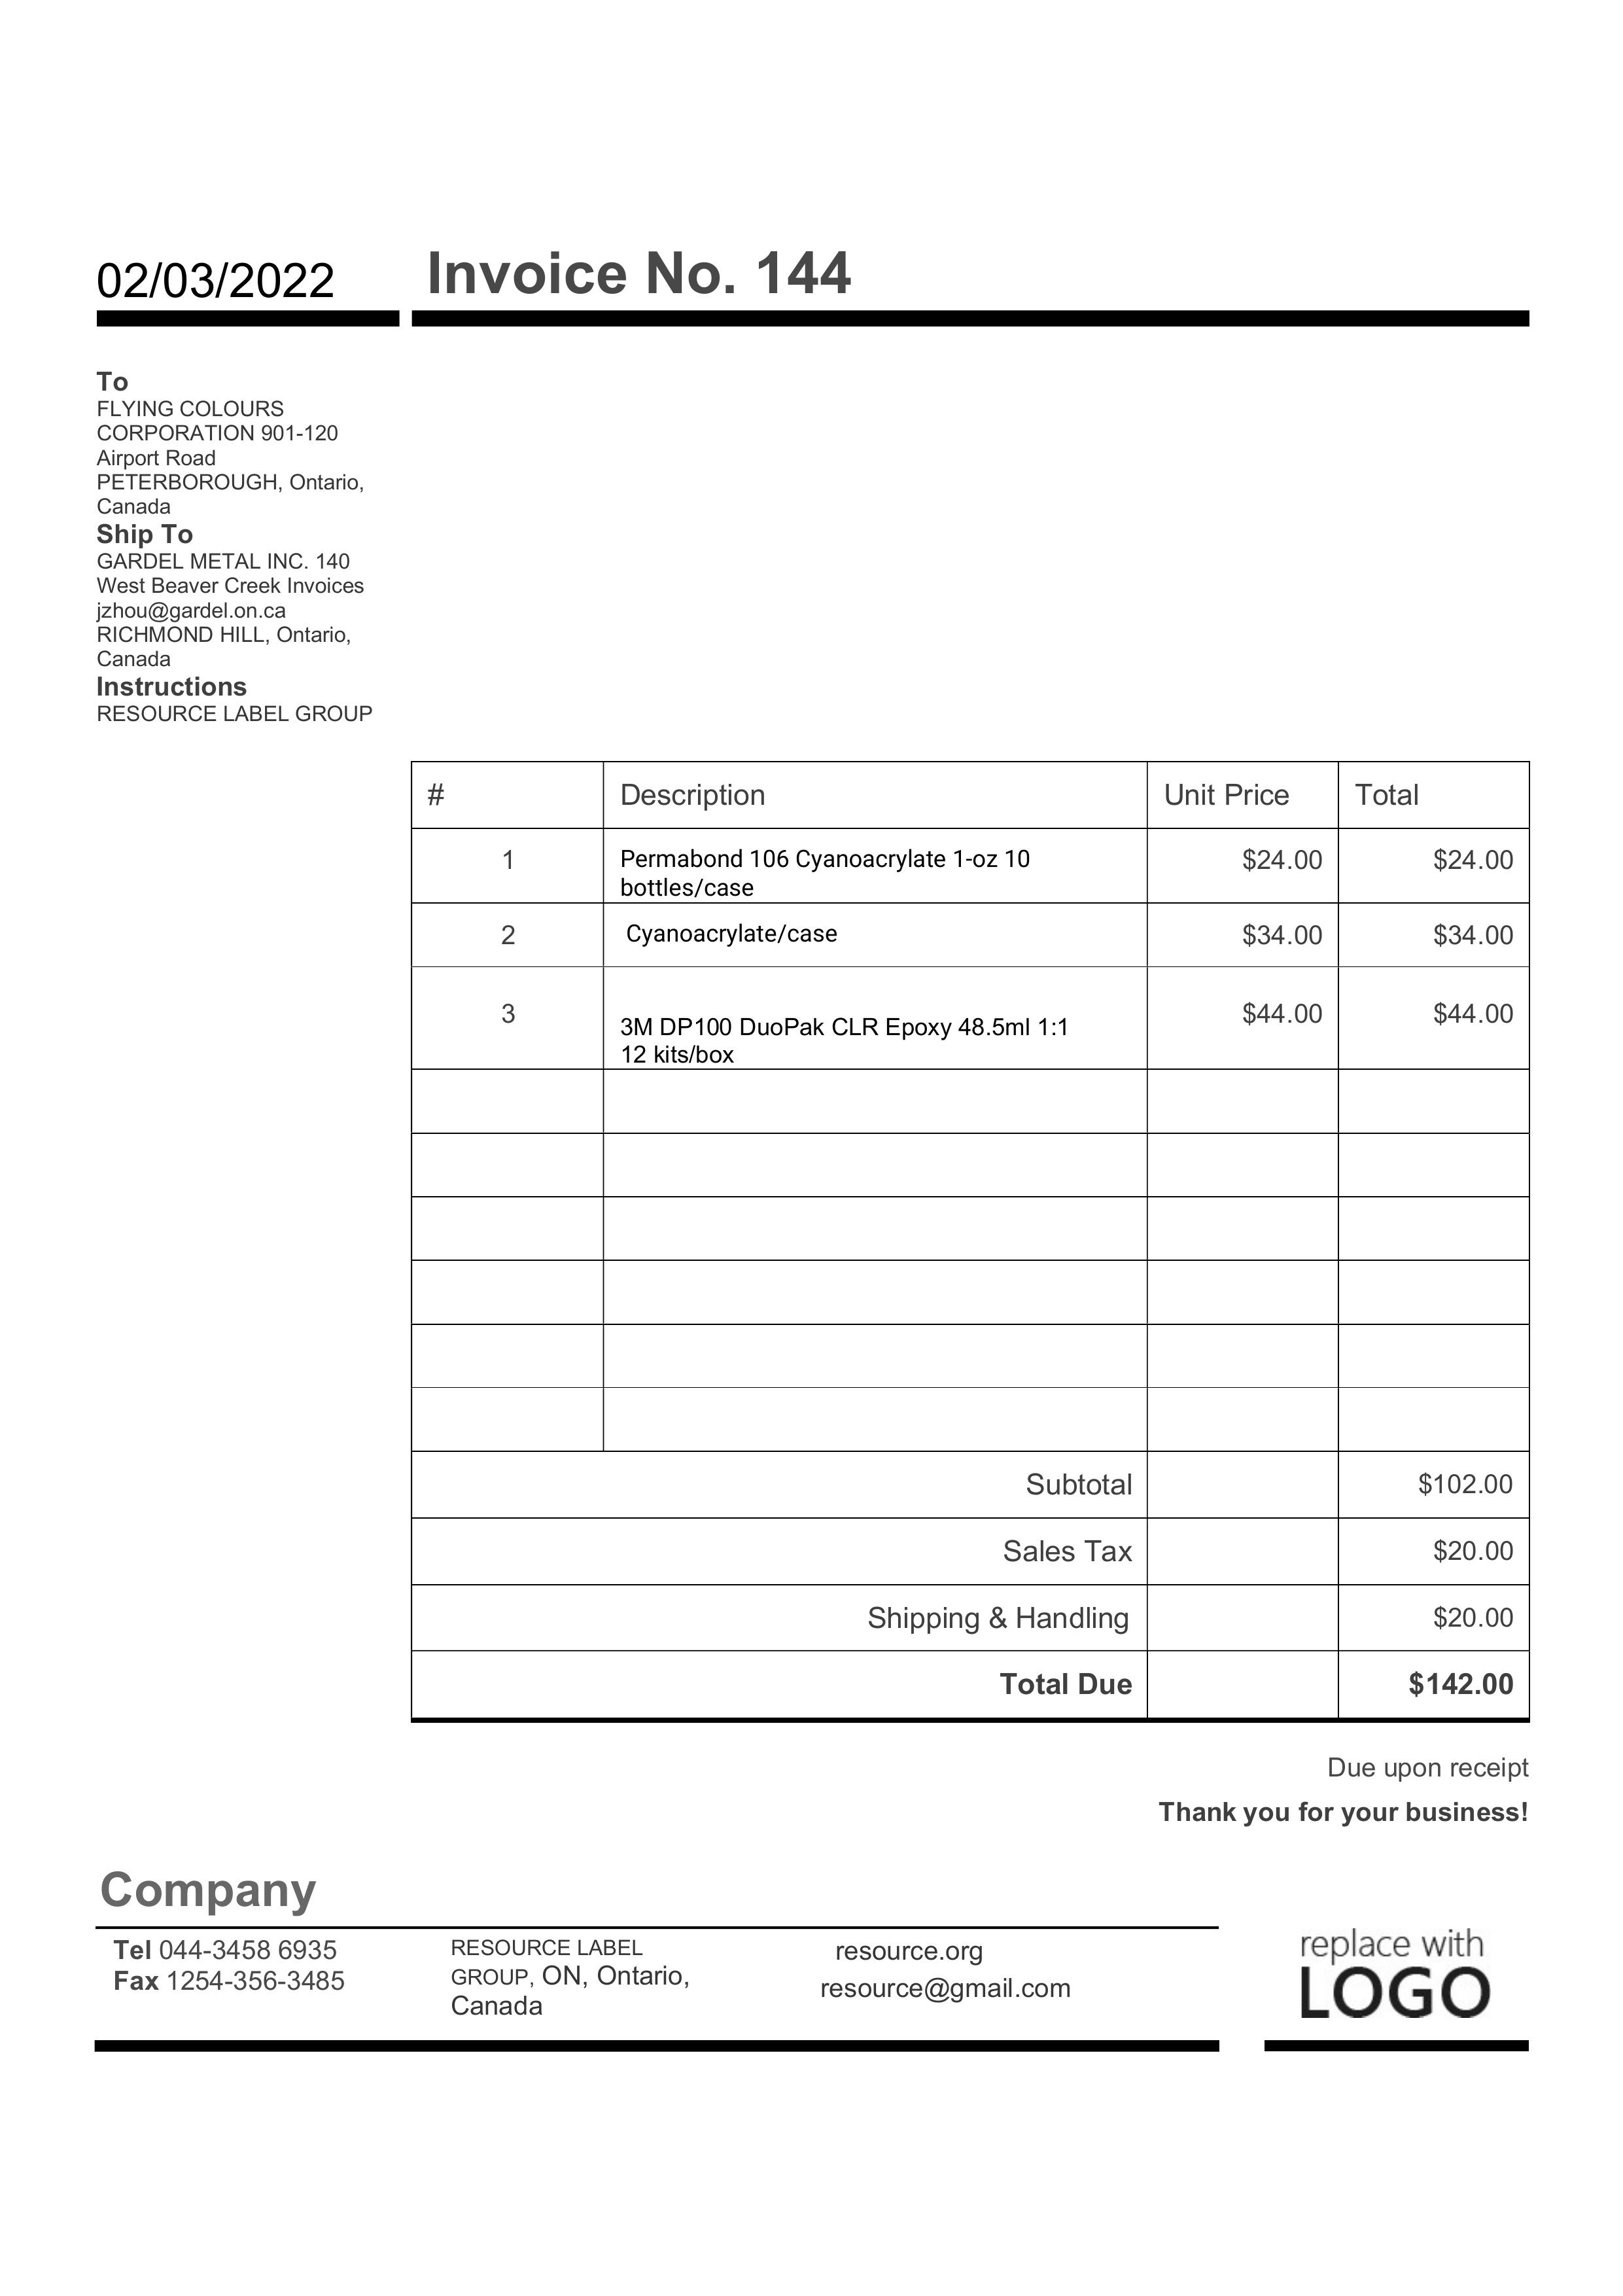 02/03/2022
Invoice No. 144
To
FLYING COLOURS
CORPORATION 901-120
Airport Road
PETERBOROUGH, Ontario,
Canada
Ship To
GARDEL METAL INC. 140
West Beaver Creek Invoices
jzhou@gardel.on.ca
RICHMOND HILL, Ontario,
Canada
Instructions
RESOURCE LABEL GROUP
# Description Unit Price Total
1 Permabond 106 Cyanoacrylate 1-oz 10 $24.00 $24.00
bottles/case
2 Cyanoacrylate/case $34.00 $34.00
3 $44.00 $44.00
3M DP100 DuoPak CLR Epoxy 48.5ml 1:1
12 kits/box
Subtotal $102.00
Sales Tax $20.00
Shipping & Handling $20.00
Total Due $142.00
Due upon receipt
Thank you for your business!
Company
Tel 044-3458 6935
Fax 1254-356-3485
RESOURCE LABEL
GROUP, ON, Ontario,
Canada
resource.org
resource@gmail.com
replace with
LOGO